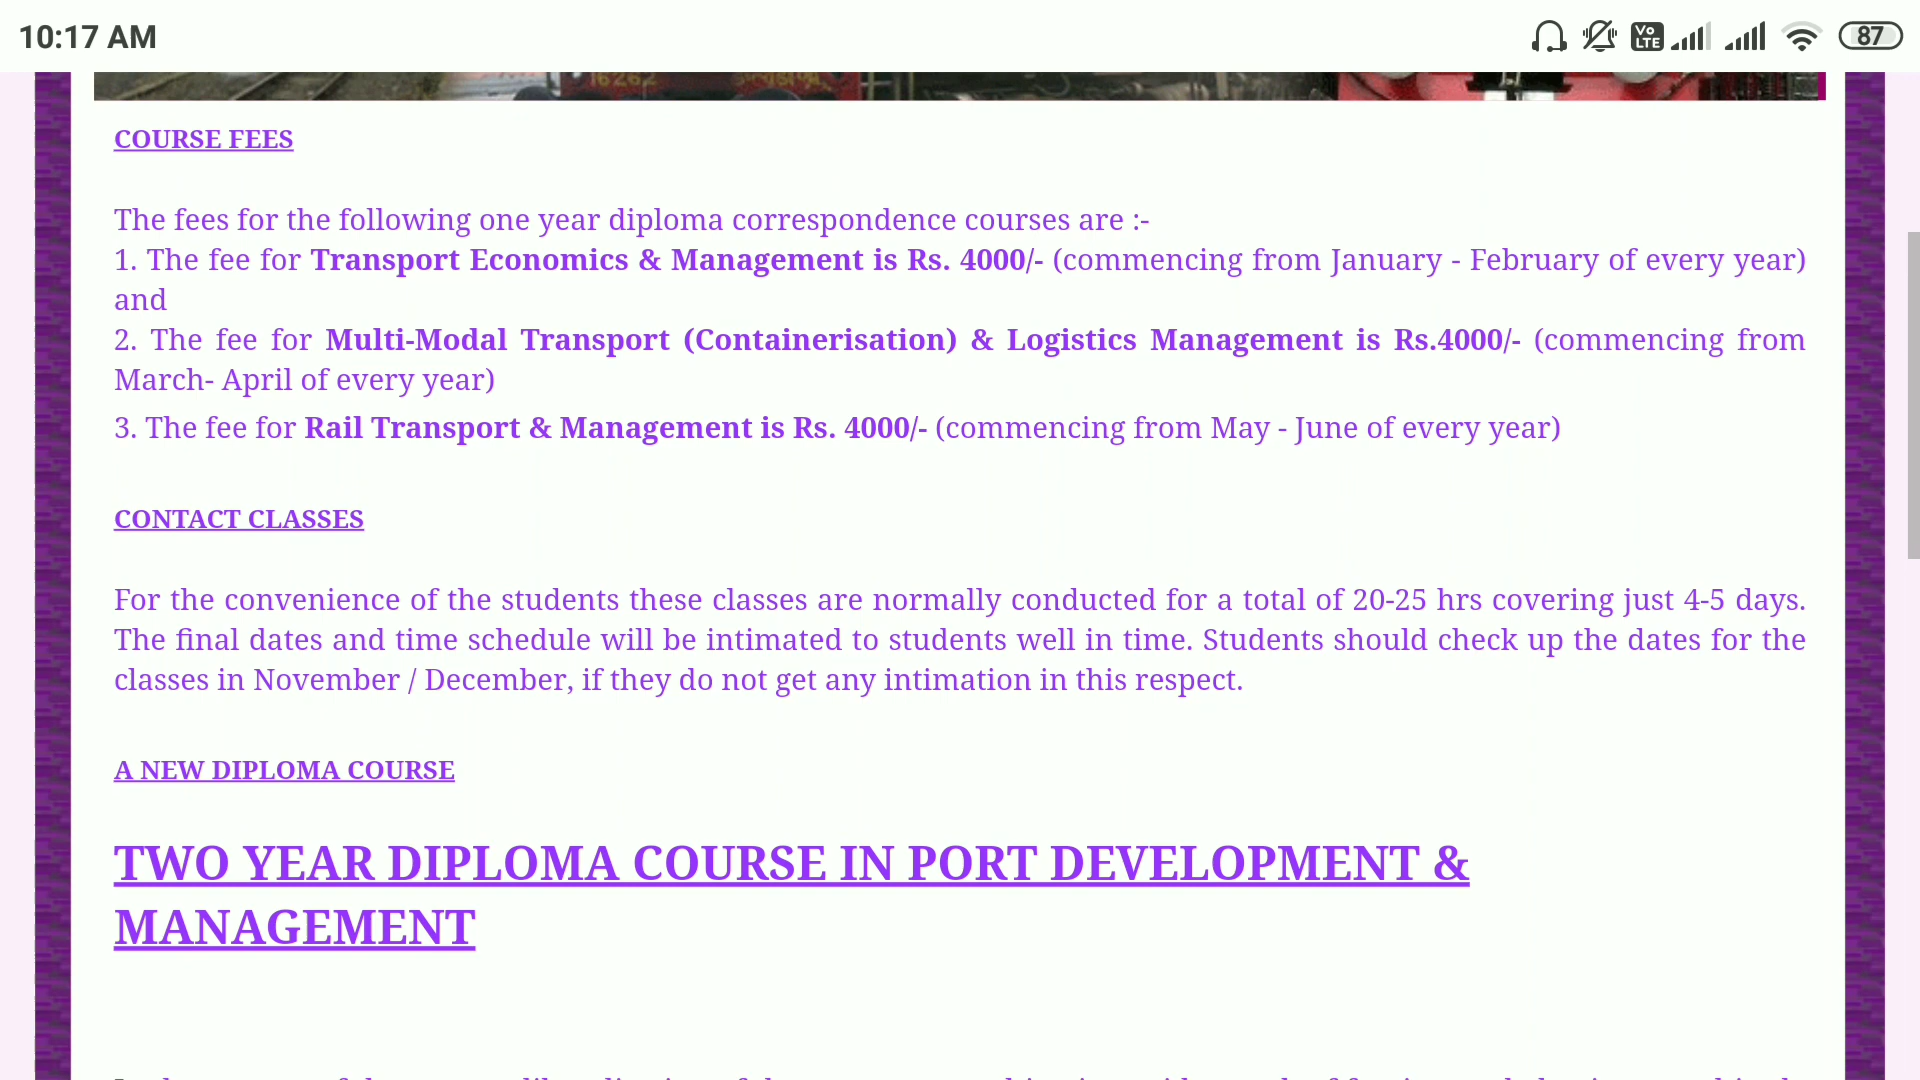 10:17 AM
Vo LTE
87
16262
COURSE FEES
The fees for the following one year diploma correspondence courses are :-
1. The fee for Transport Economics & Management is Rs. 4000/- (commencing from January - February of every year)
and
2. The fee for Multi-Modal Transport (Containerisation) & Logistics Management is Rs.4000/- (commencing from
March- April of every year)
3. The fee for Rail Transport & Management is Rs. 4000/- (commencing from May - June of every year)
CONTACT CLASSES
For the convenience of the students these classes are normally conducted for a total of 20-25 hrs covering just 4-5 days.
The final dates and time schedule will be intimated to students well in time. Students should check up the dates for the
classes in November / December, if they do not get any intimation in this respect.
A NEW DIPLOMA COURSE
TWO YEAR DIPLOMA COURSE IN PORT DEVELOPMENT &
MANAGEMENT